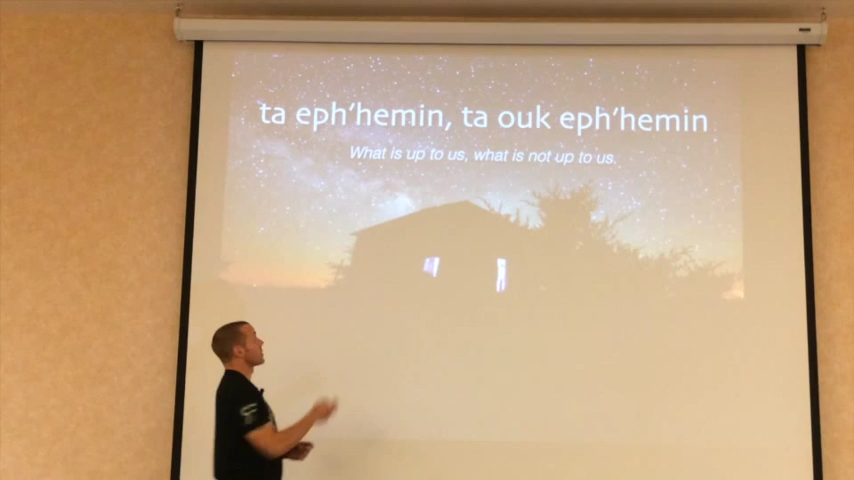 ta eph'hemin, ta ouk eph'hemin
What is up to us, what is not up to us.